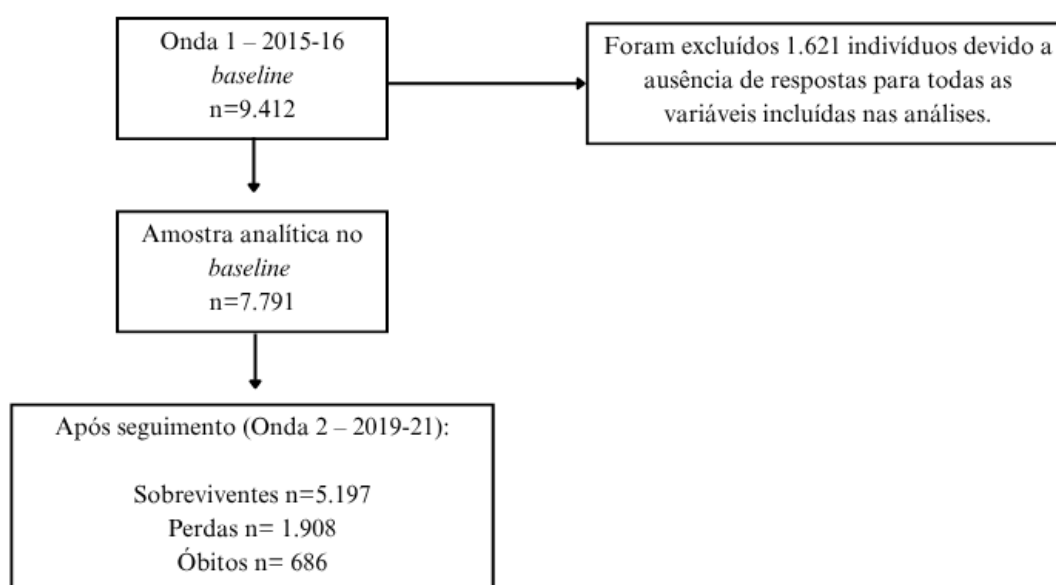 Onda 1 – 2015-16
baseline
n=9.412
Foram excluídos 1.621 indivíduos devido a
ausência de respostas para todas as
variáveis incluídas nas análises.
Amostra analítica no
baseline
n=7.791
Após seguimento (Onda 2 – 2019-21):
Sobreviventes n=5.197
Perdas n= 1.908
Óbitos n= 686